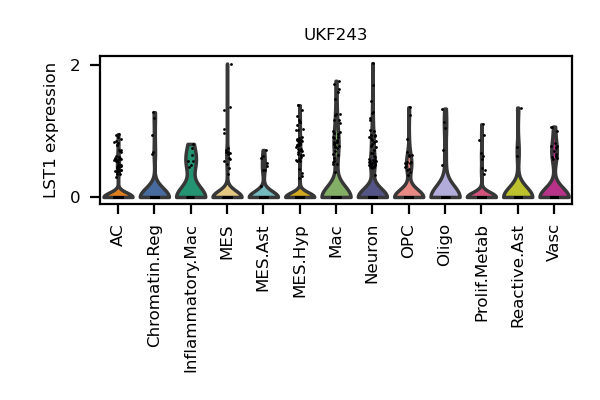 UKF243
LST1 expression
2
0
AC
Chromatin.Reg
Inflammatory.Mac
MES
MES.Ast
MES.Hyp
Mac
Neuron
OPC
Oligo
Prolif.Metab
Reactive.Ast
Vasc